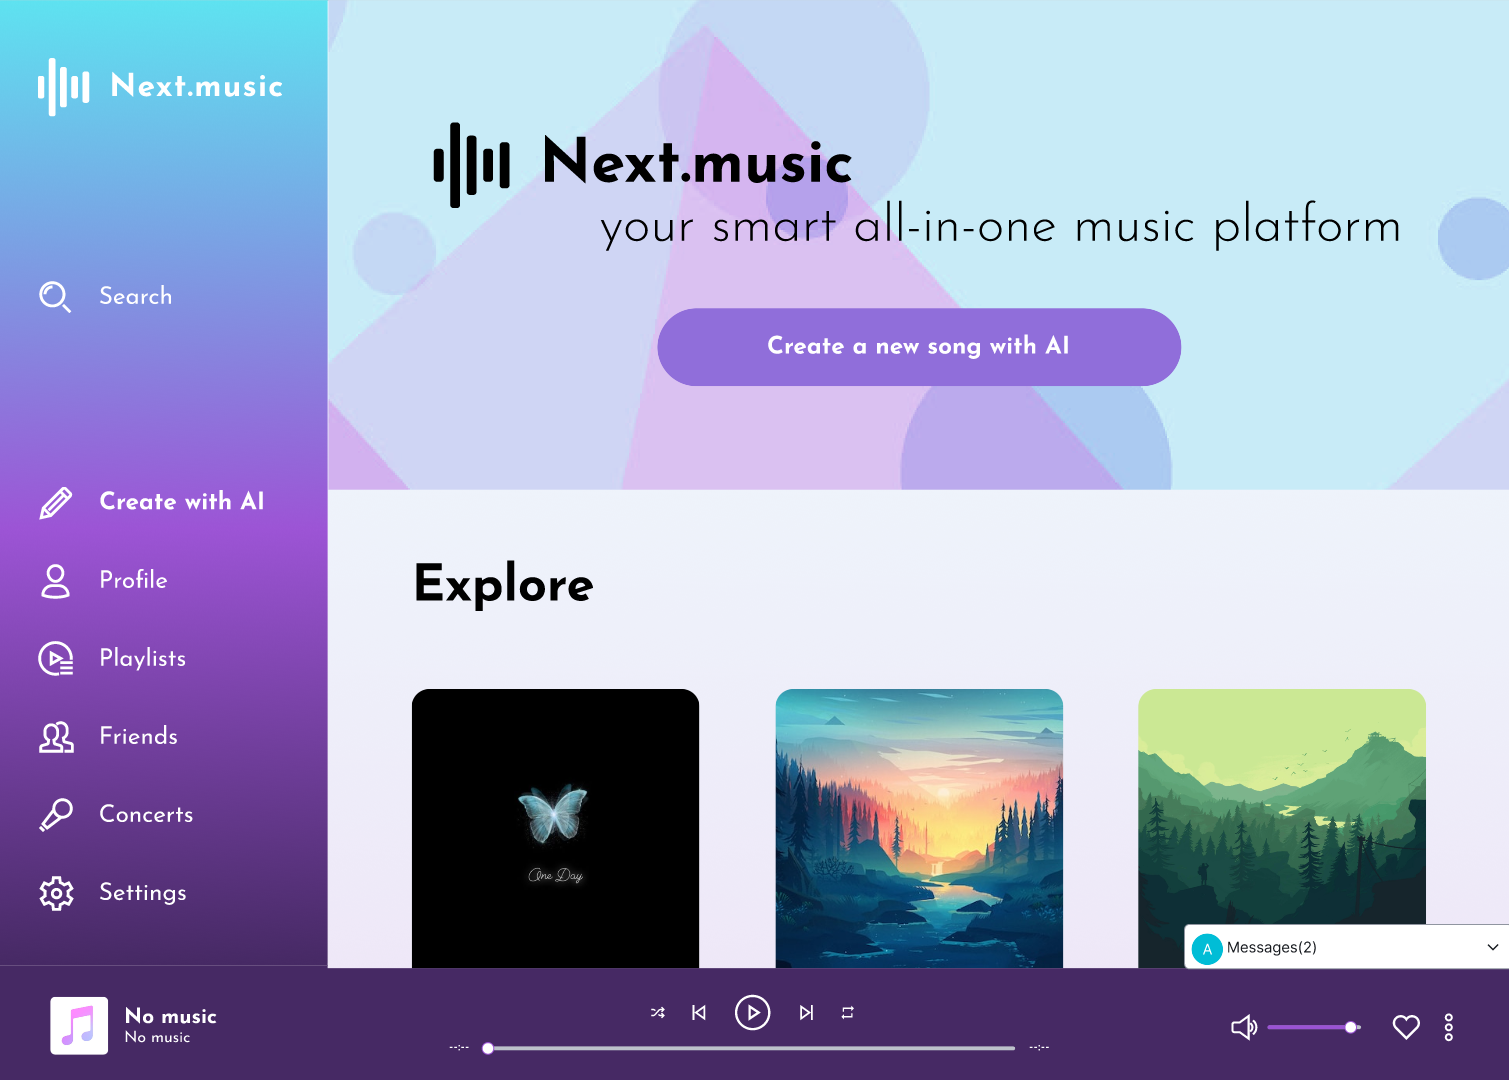 Next.music
Search
Create with AI
Profile
Playlists
Friends
Concerts
Settings
Next.music
your smart all-in-one music platform
Create a new song with AI
Explore
One Day
A Messages(2)
No music
No music
--:--
--:--